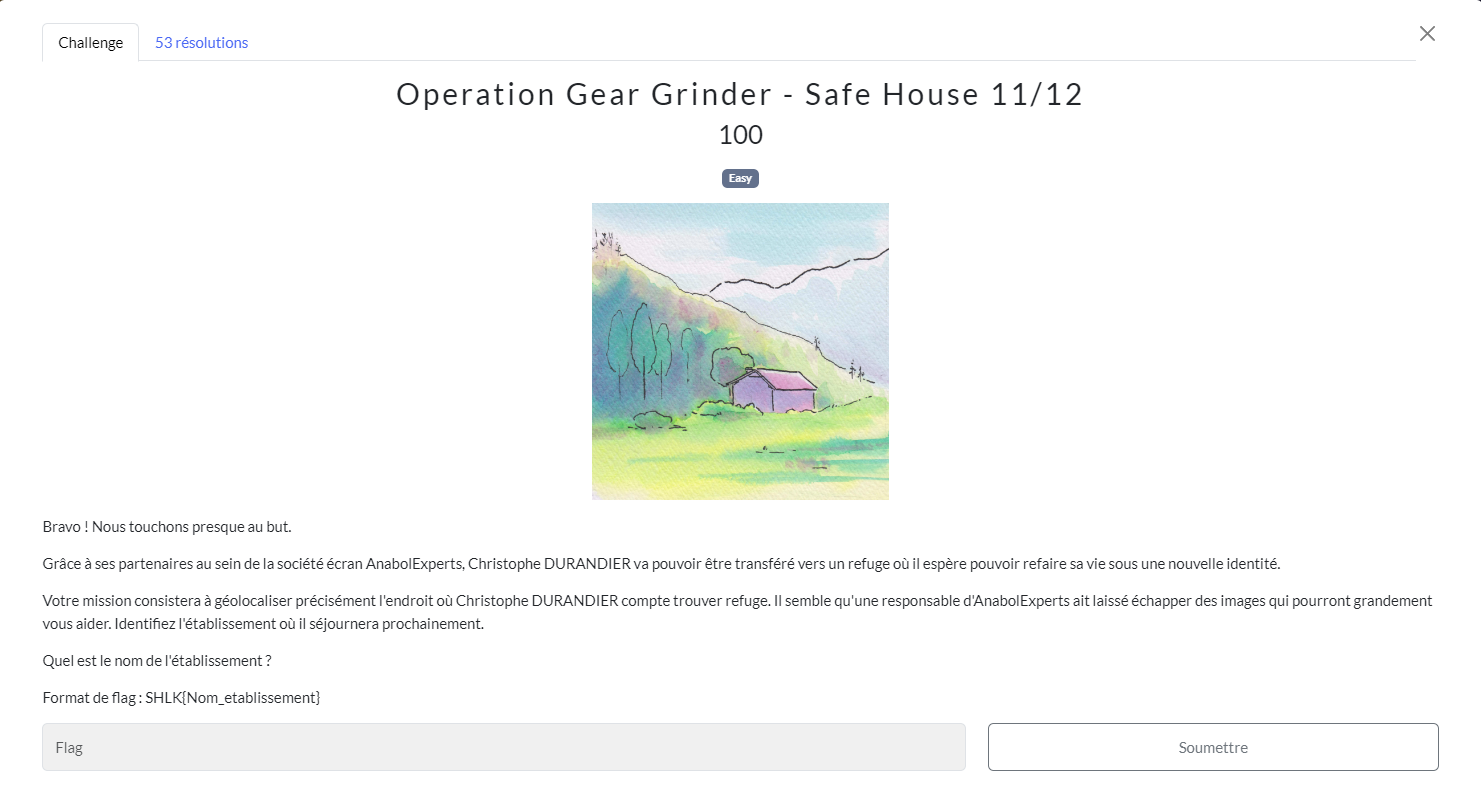 Challenge
53 résolutions
Operation Gear Grinder - Safe House 11/12
100
Easy
Bravo ! Nous touchons presque au but.
Grâce à ses partenaires au sein de la société écran AnabolExperts, Christophe DURANDIER va pouvoir être transféré vers un refuge où il espère pouvoir refaire sa vie sous une nouvelle identité.
Votre mission consistera à géolocaliser précisément l'endroit où Christophe DURANDIER compte trouver refuge. Il semble qu'une responsable d'AnabolExperts ait laissé échapper des images qui pourront grandement
vous aider. Identifiez l'établissement où il séjournera prochainement.
Quel est le nom de l'établissement ?
Format de flag : SHLK{Nom_etablissement}
Flag
Soumettre